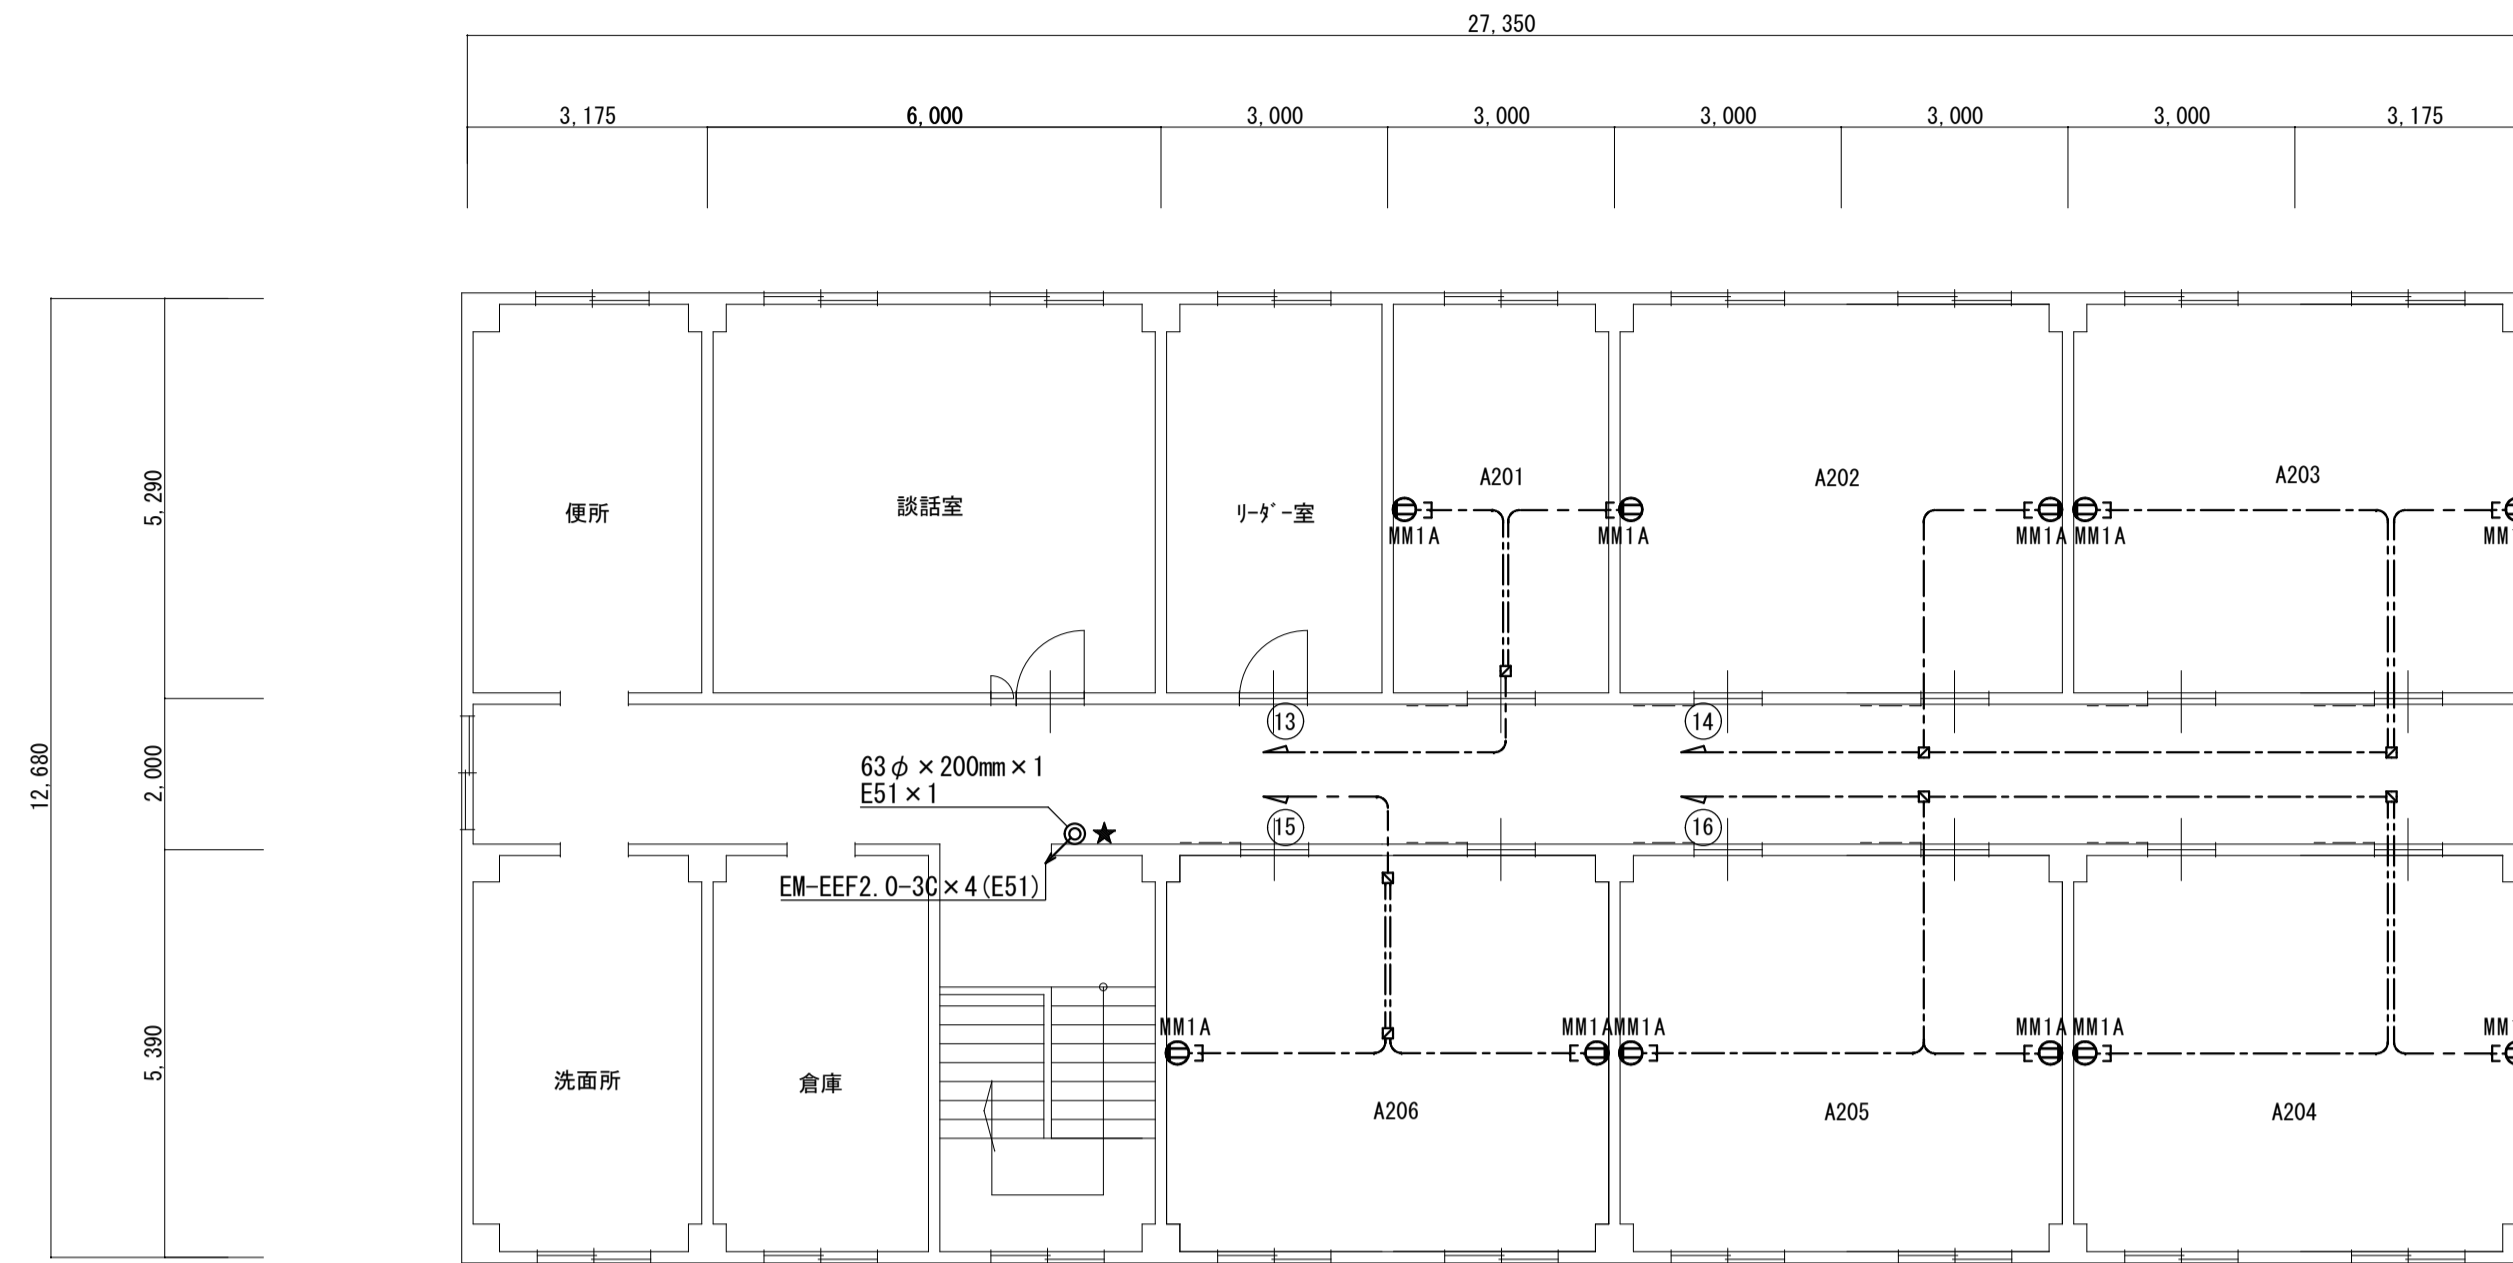 27,350
3,175
6,000
3,000
3,000
3,000
3,000
3,000
3,175
12,680
5,290
2,000
5,390
便所
談話室
ﾘｰﾀﾞｰ室
A201
A202
A203
MM1A
MM1A
MM1A
MM1A
MM1
13
14
63φ×200mm×1
E51×1
★
15
16
EM-EEF2.0-3C×4(E51)
MM1A
MM1A
MM1A
MM1A
MM1A
MM1
洗面所
倉庫
A206
A205
A204